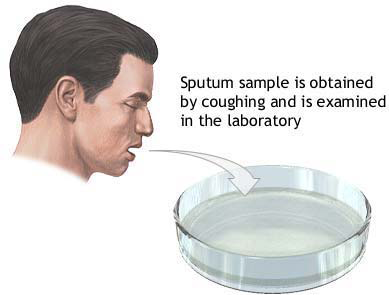 Sputum sample is obtained
by coughing and is examined
in the laboratory